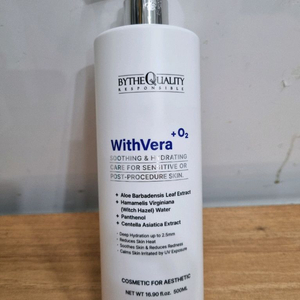 BYTHEQUALITY
RESPONSIBLE
WithVera +O₂
SOOTHING & HYDRATING
CARE FOR SENSITIVE OR
POST-PROCEDURE SKIN.
Aloe Barbadensis Leaf Extract
Hamamelis Virginiana
(Witch Hazel) Water
Panthenol
Centella Asiatica Extract
- Deep Hydration up to 2.5mm
- Reduces Skin Heat
- Soothes Skin & Reduces Redness
- Calms Skin Irritated by UV Exposure
COSMETIC FOR AESTHETIC
NET WT 16.90 fl.oz. 500ML